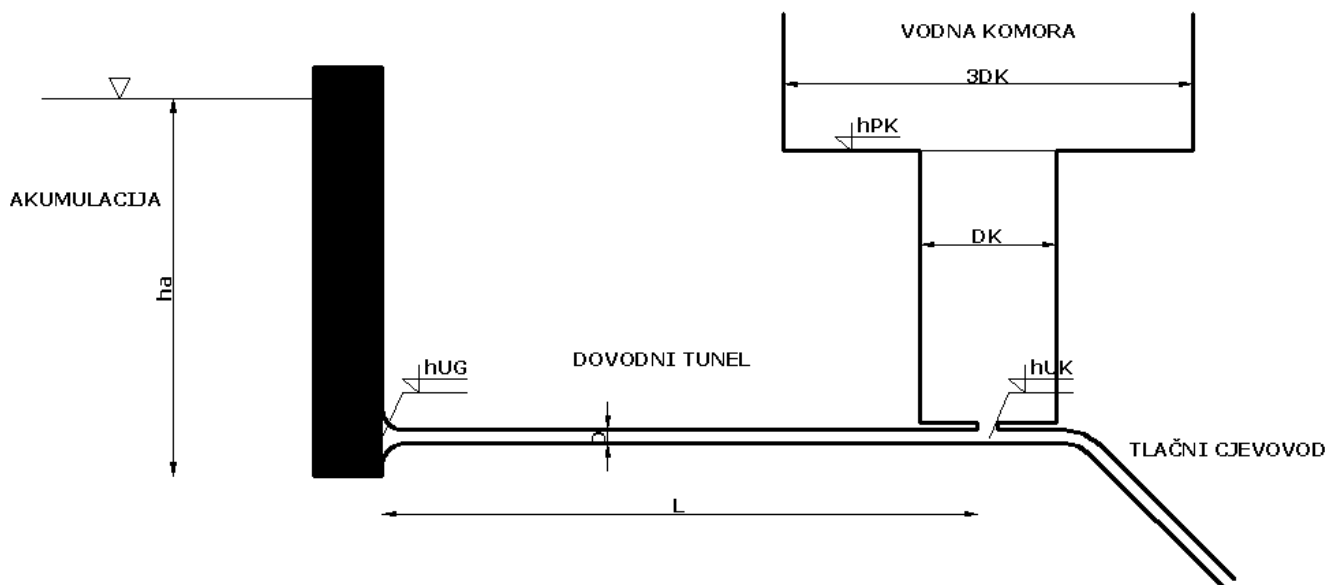 VODNA KOMORA
3DK
hPK
AKUMULACIJA
DK
ha
DOVODNI TUNEL
hUG
hUK
D
TLAČNI CJEVOVOD
L